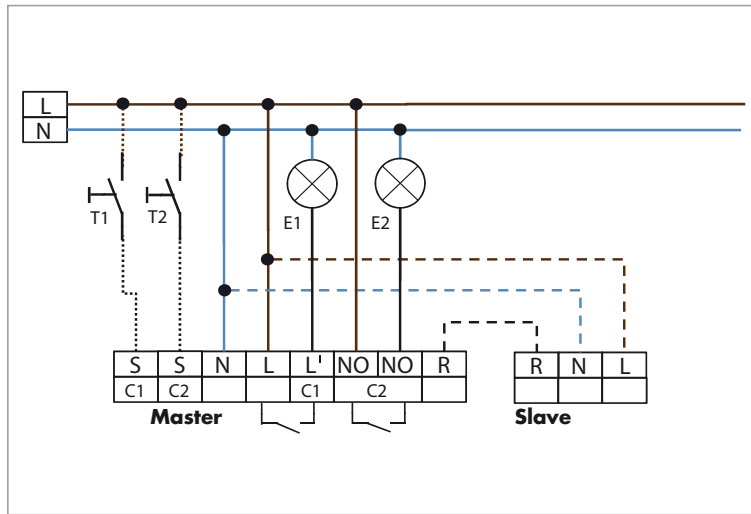 L
N
T1 T2 E1 E2
S S N L L' NO NO R
C1 C2 C1 C2
R N L
Master
Slave